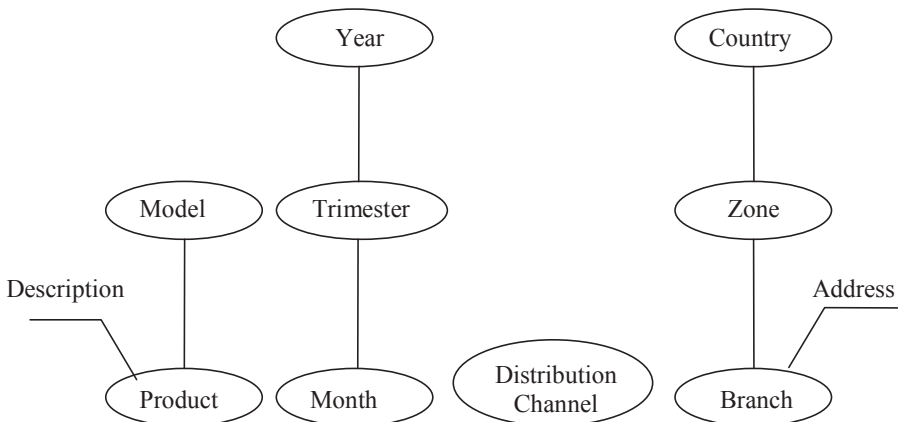 Year
Country
Model
Trimester
Zone
Description
Address
Product
Month
Distribution
Channel
Branch